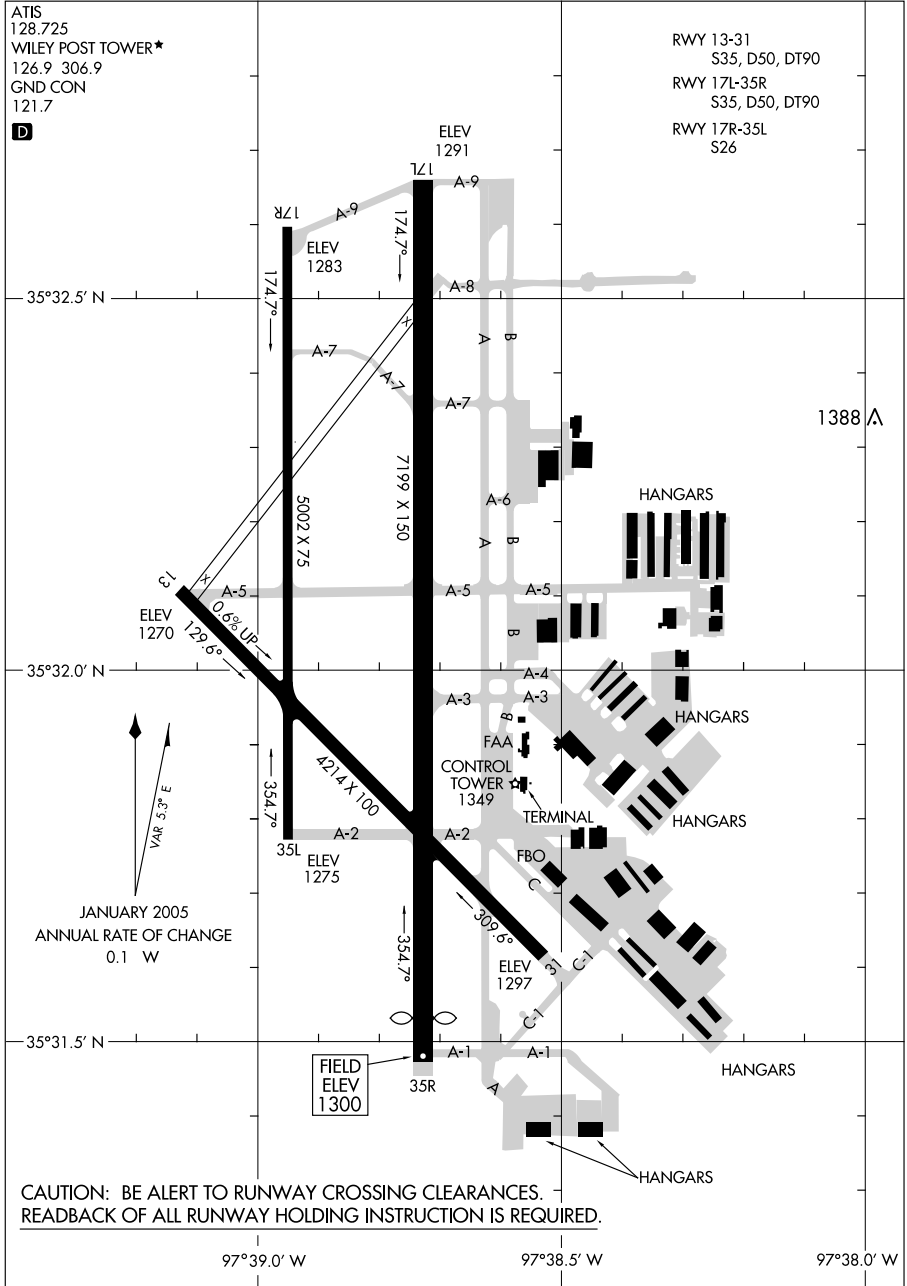 ATIS
128.725
WILEY POST TOWER★
126.9 306.9
GND CON
121.7
D
RWY 13-31
S35, D50, DT90
RWY 17L-35R
S35, D50, DT90
RWY 17R-35L
S26
ELEV
1291
17L
A-9
A-9
17R
174.7°
ELEV
1283
174.7°
A-8
35°32.5' N
X
A
B
A-7
A-7
A-7
1388
7199 X 150
5002 X 75
A-6
HANGARS
A
B
13
X
A-5
A-5
A-5
0.6% UP
ELEV
1270
129.6°
B
35°32.0' N
A-4
A-3
A-3
B
HANGARS
FAA
VAR 5.3° E
4214 X 100
354.7°
CONTROL
TOWER
1349
TERMINAL
HANGARS
A-2
A-2
35L
ELEV
1275
FBO
C
JANUARY 2005
ANNUAL RATE OF CHANGE
0.1 W
309.6°
354.7°
ELEV
1297
31
C-1
C-1
35°31.5' N
A-1
A-1
FIELD
ELEV
1300
35R
A
HANGARS
HANGARS
CAUTION: BE ALERT TO RUNWAY CROSSING CLEARANCES.
READBACK OF ALL RUNWAY HOLDING INSTRUCTION IS REQUIRED.
97°39.0' W
97°38.5' W
97°38.0' W